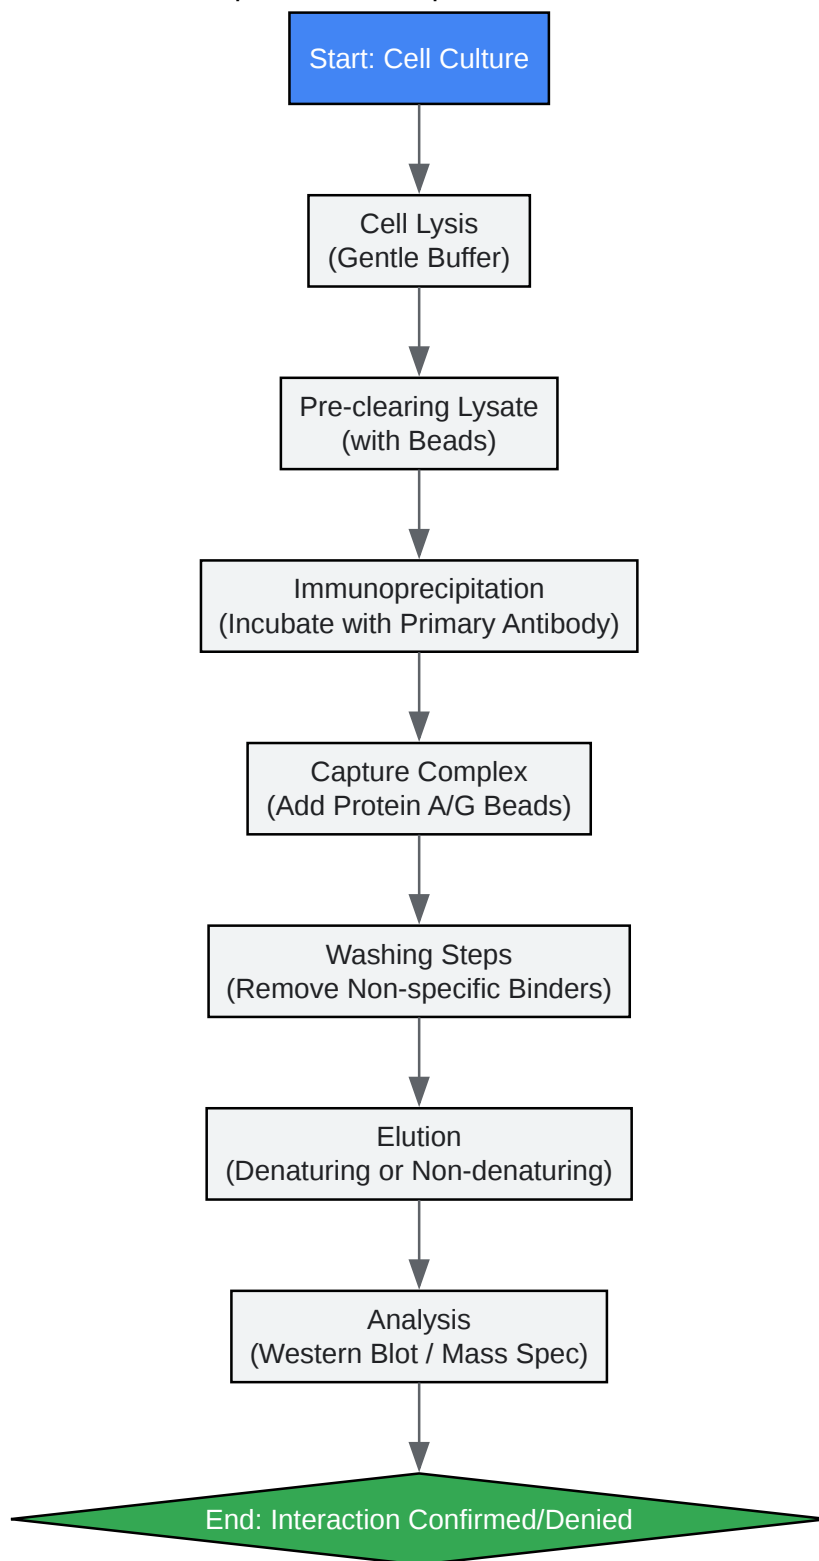 Start: Cell Culture
Cell Lysis
(Gentle Buffer)
Pre-clearing Lysate
(with Beads)
Immunoprecipitation
(Incubate with Primary Antibody)
Capture Complex
(Add Protein A/G Beads)
Washing Steps
(Remove Non-specific Binders)
Elution
(Denaturing or Non-denaturing)
Analysis
(Western Blot / Mass Spec)
End: Interaction Confirmed/Denied